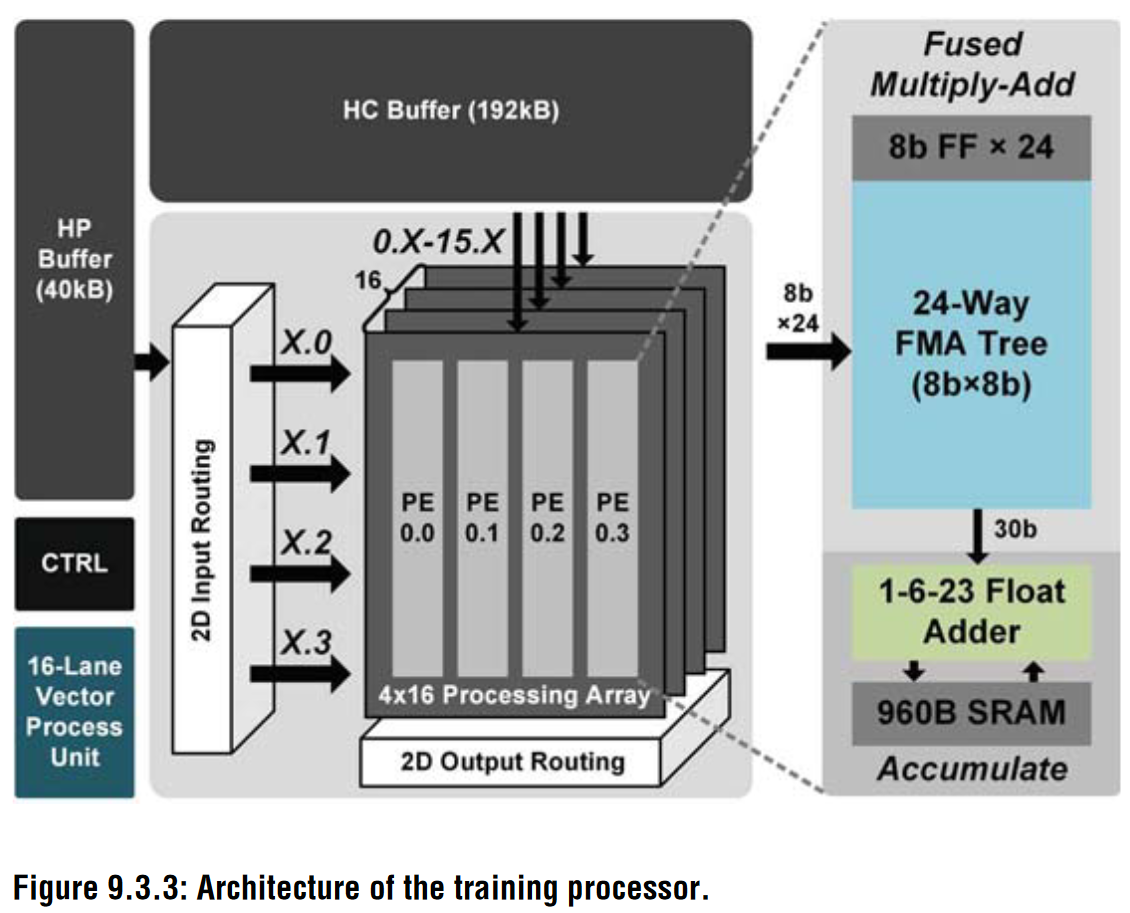 HP
Buffer
(40kB)
CTRL
16-Lane
Vector
Process
Unit
HC Buffer (192kB)
2D Input Routing
X.0
X.1
X.2
X.3
0.X-15.X
16
PE
0.0
PE
0.1
PE
0.2
PE
0.3
4x16 Processing Array
2D Output Routing
Fused
Multiply-Add
8b FF × 24
8b
×24
24-Way
FMA Tree
(8b×8b)
30b
1-6-23 Float
Adder
960B SRAM
Accumulate
Figure 9.3.3: Architecture of the training processor.